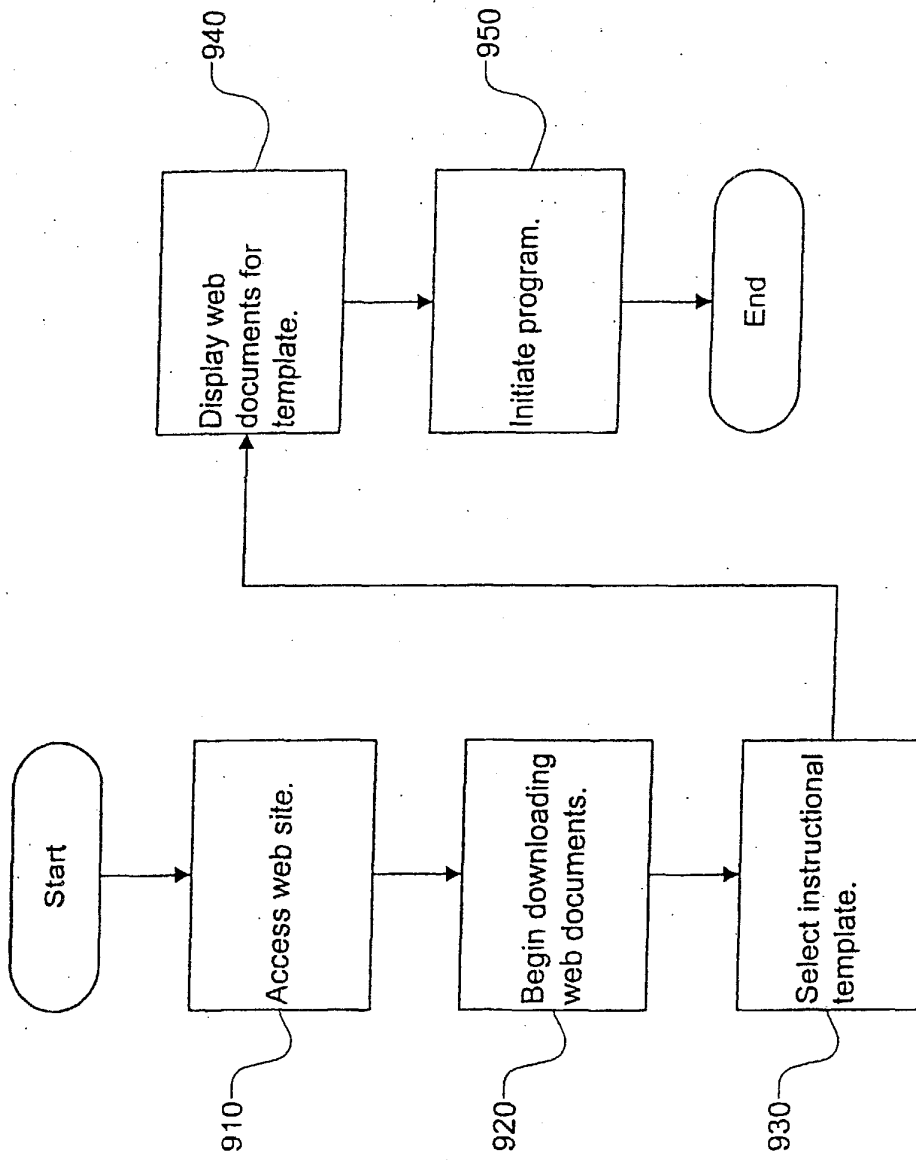 Start
Access web site.
910
Begin downloading
web documents.
920
Select instructional
template.
930
Display web
documents for
template.
940
Initiate program.
950
End